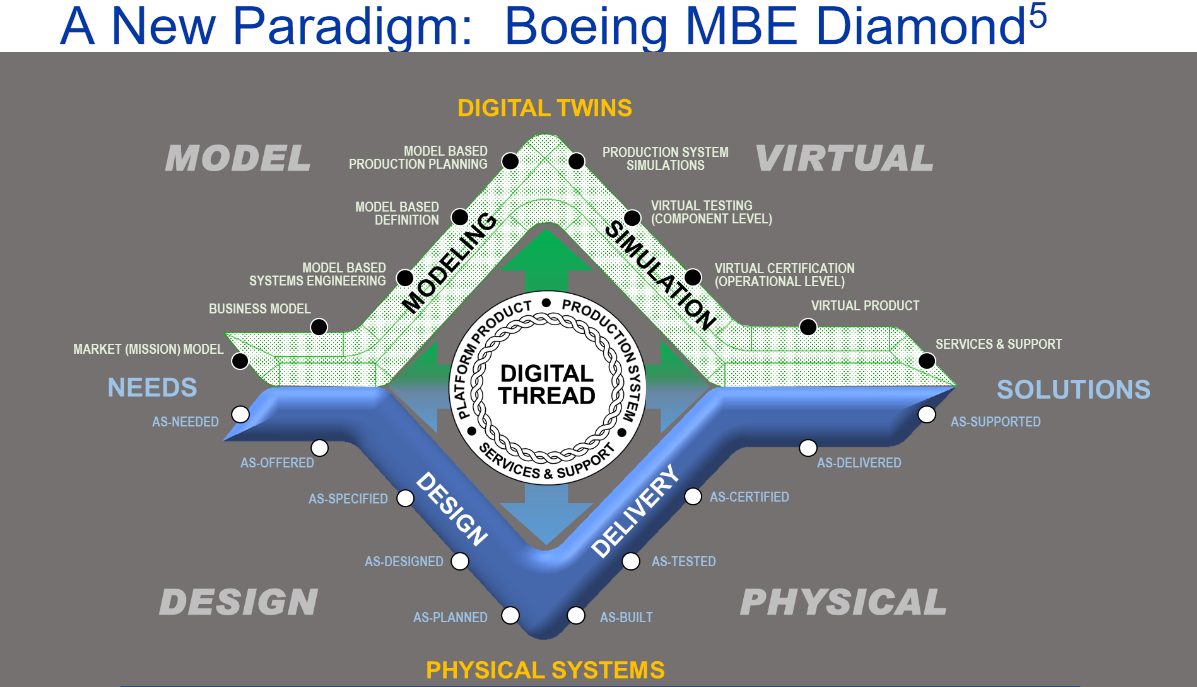 A New Paradigm: Boeing MBE Diamond5
DIGITAL TWINS
MODEL
VIRTUAL
MODEL BASED
PRODUCTION PLANNING
PRODUCTION SYSTEM
SIMULATIONS
MODEL BASED
DEFINITION
VIRTUAL TESTING
(COMPONENT LEVEL)
MODELING
SIMULATION
MODEL BASED
SYSTEMS ENGINEERING
VIRTUAL CERTIFICATION
(OPERATIONAL LEVEL)
BUSINESS MODEL
VIRTUAL PRODUCT
MARKET (MISSION) MODEL
SERVICES & SUPPORT
NEEDS
SOLUTIONS
PLATFORM PRODUCT • PRODUCTION SYSTEM • SERVICES & SUPPORT •
DIGITAL
THREAD
AS-NEEDED
AS-SUPPORTED
AS-OFFERED
AS-DELIVERED
AS-SPECIFIED
AS-CERTIFIED
DESIGN
DELIVERY
AS-DESIGNED
AS-TESTED
DESIGN
PHYSICAL
AS-PLANNED
AS-BUILT
PHYSICAL SYSTEMS